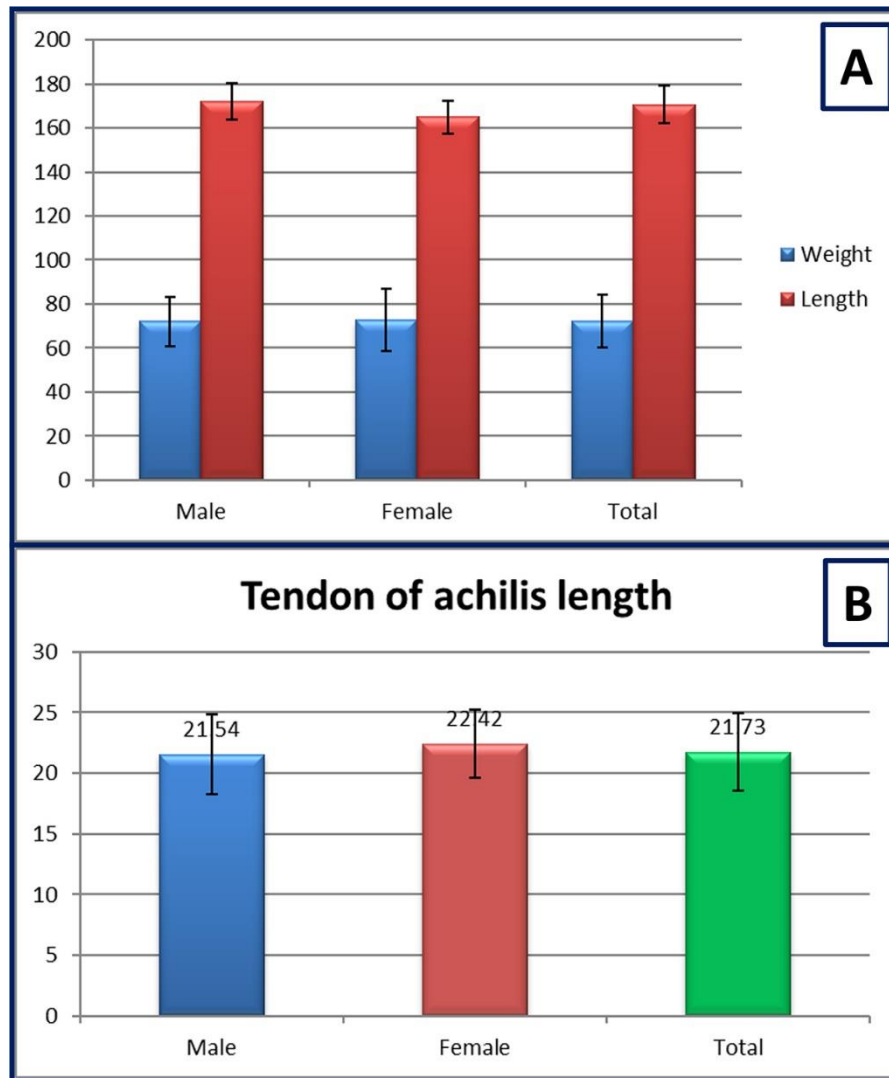 A
200
180
160
140
120
100
80
60
40
20
0
Male Female Total
Weight
Length
B
Tendon of achilis length
30
25
20
15
10
5
0
21.54 22.42 21.73
Male Female Total